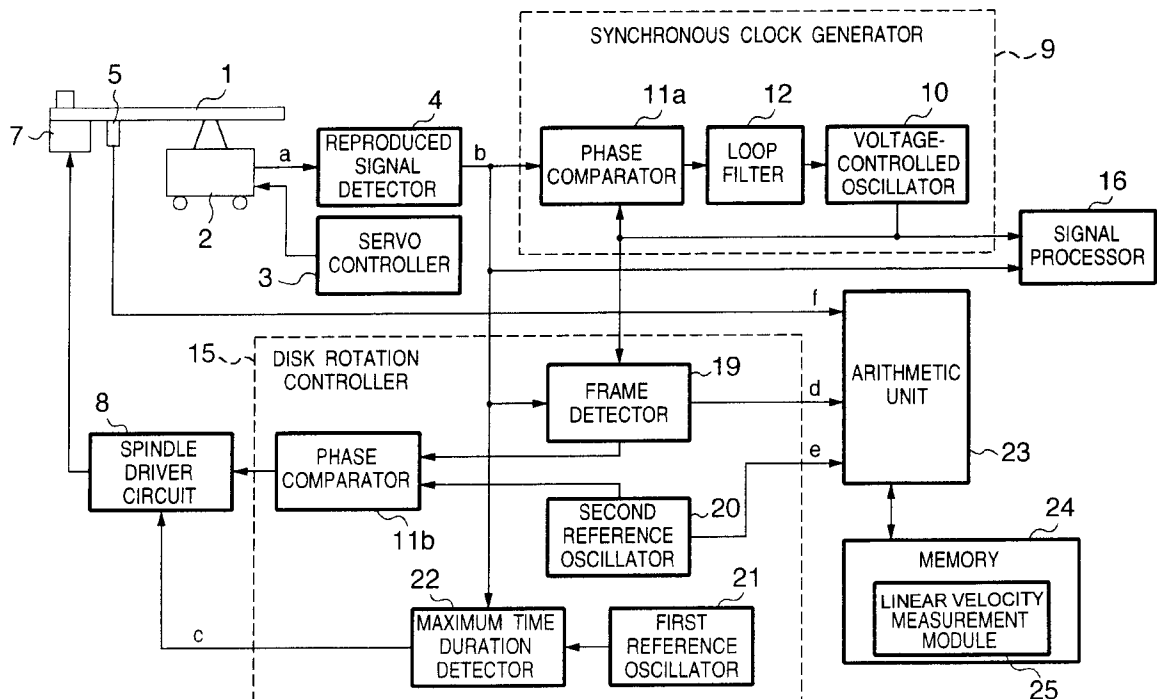 SYNCHRONOUS CLOCK GENERATOR
9
1
5
7
4
11a
12
10
REPRODUCED
SIGNAL
DETECTOR
a
b
PHASE
COMPARATOR
LOOP
FILTER
VOLTAGE-
CONTROLLED
OSCILLATOR
16
2
SERVO
CONTROLLER
3
SIGNAL
PROCESSOR
f
15
DISK ROTATION
CONTROLLER
19
FRAME
DETECTOR
d
ARITHMETIC
UNIT
23
8
SPINDLE
DRIVER
CIRCUIT
PHASE
COMPARATOR
11b
e
20
SECOND
REFERENCE
OSCILLATOR
24
MEMORY
22
21
c
MAXIMUM TIME
DURATION
DETECTOR
FIRST
REFERENCE
OSCILLATOR
LINEAR VELOCITY
MEASUREMENT
MODULE
25